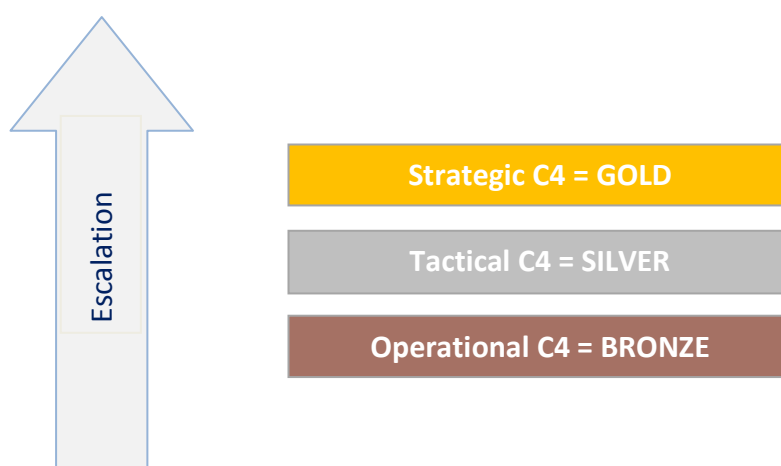 Escalation
Strategic C4 = GOLD
Tactical C4 = SILVER
Operational C4 = BRONZE